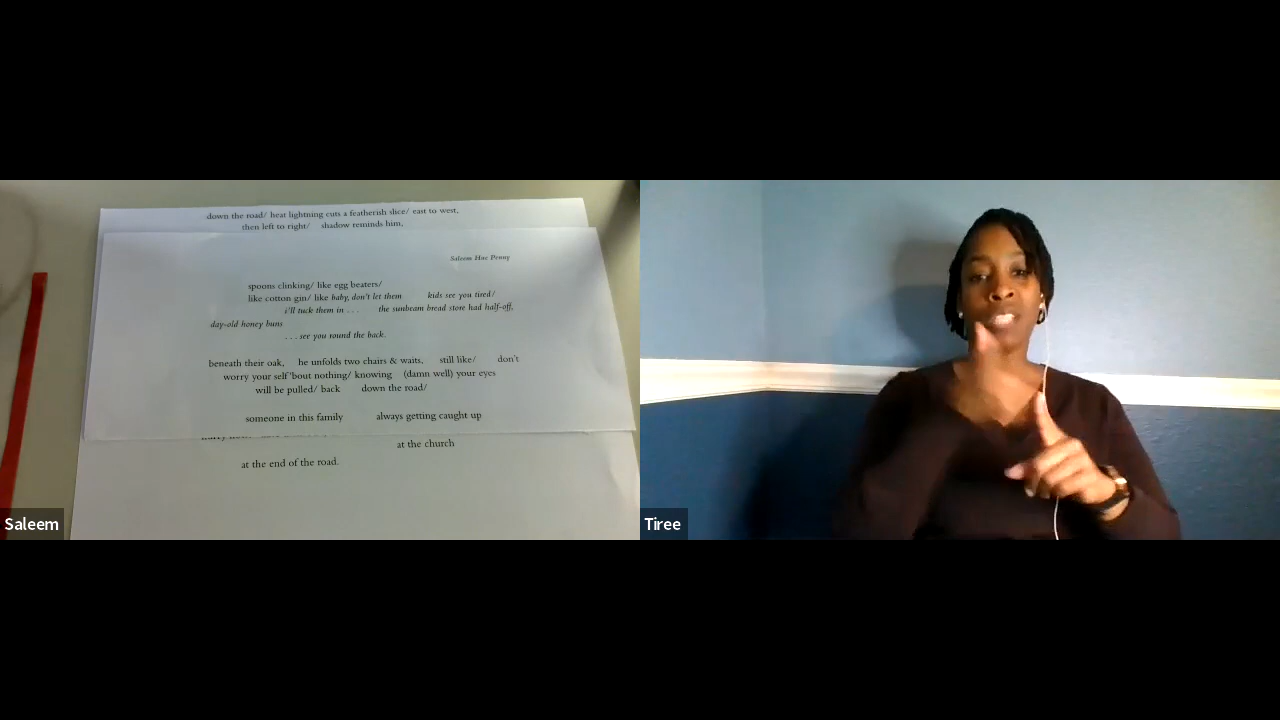 down the road/ heat lightning cuts a feathernh slice/ east to west,
then left to right/ shadow reminds him,
Saleem Hue Penny
spoons clinking/ like egg beaters/
like cotton gin/ like baby, don't let them kids see you tired/
i'll tuck them in . . . the sunbeam bread store had half-off,
day-old honey buns
. . . see you round the back.
beneath their oak, he unfolds two chairs & waits, still like/ don't
worry your self 'bout nothing/ knowing (damn well) your eyes
will be pulled/ back down the road/
someone in this family always getting caught up
at the church
at the end of the road.
Saleem
Tiree